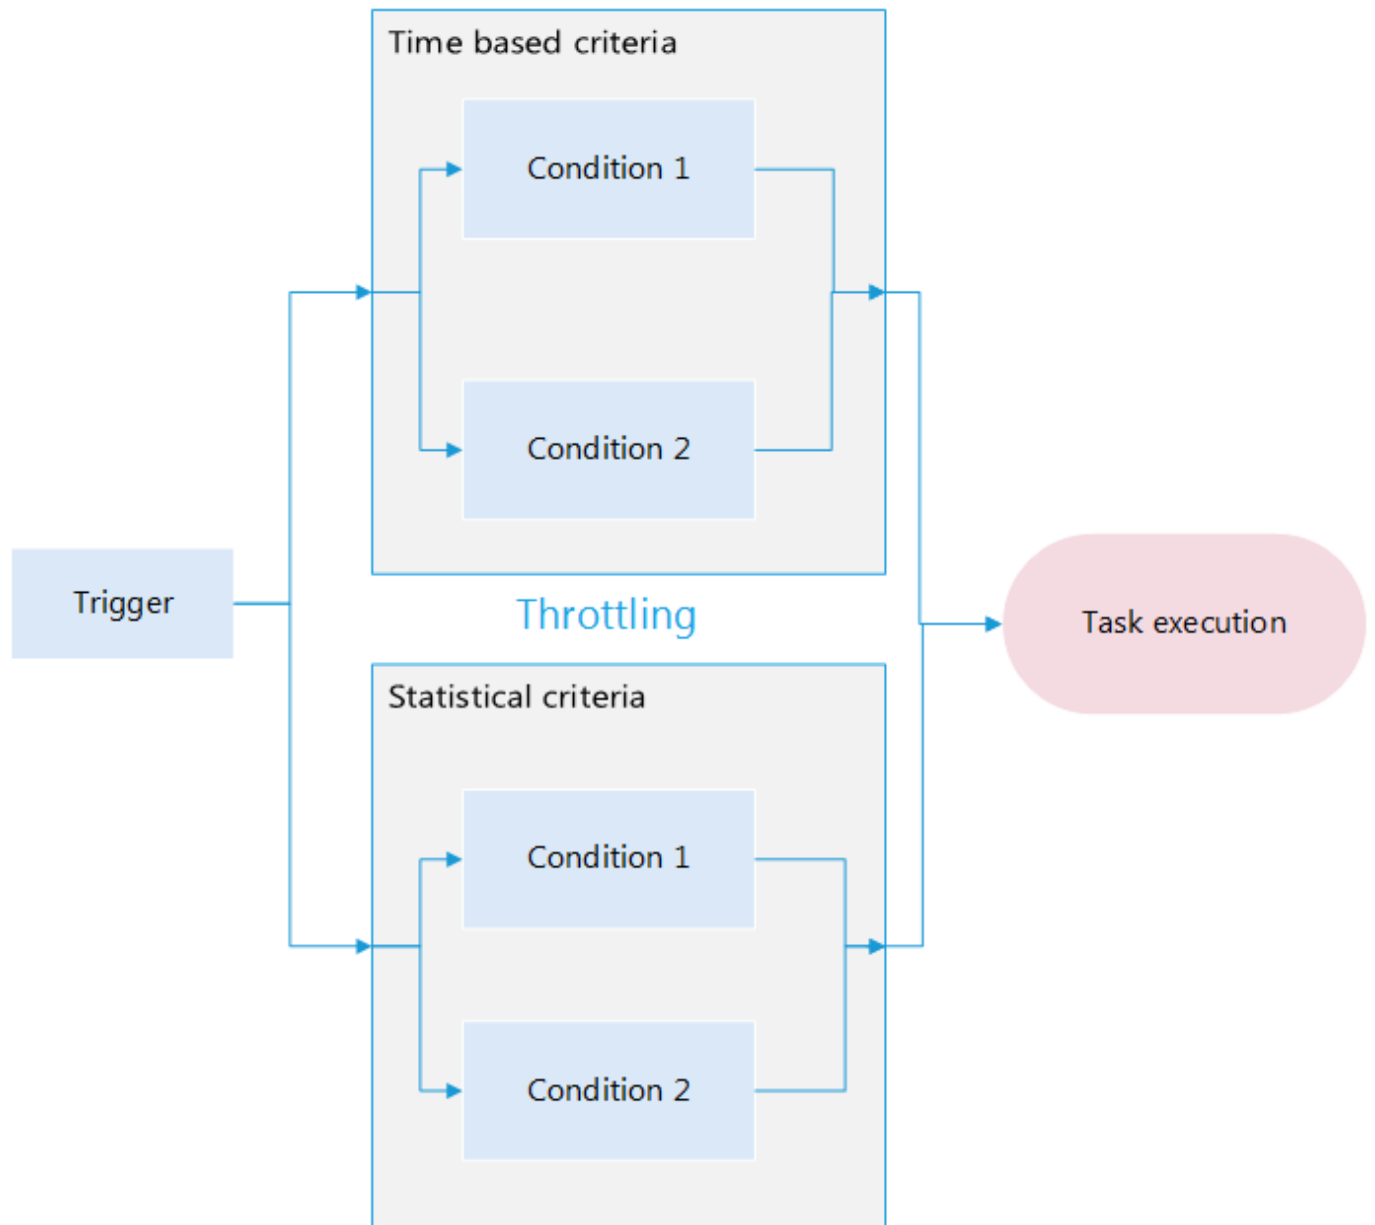 Time based criteria
Condition 1
Condition 2
Trigger
Throttling
Task execution
Statistical criteria
Condition 1
Condition 2